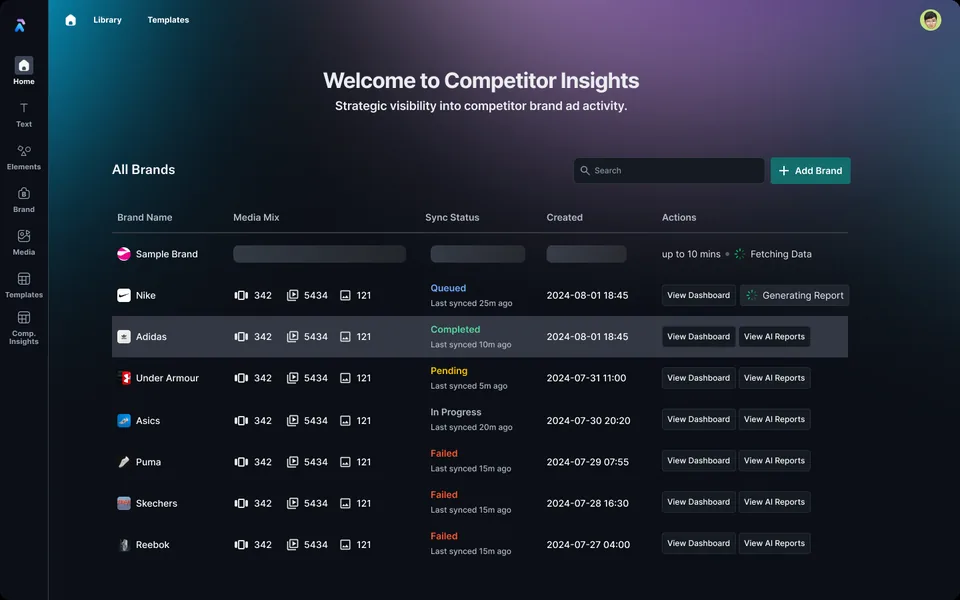 Library Templates
Home
Text
Elements
Brand
Media
Templates
Comp.
Insights
Welcome to Competitor Insights
Strategic visibility into competitor brand ad activity.
All Brands
Search
Add Brand
Brand Name Media Mix Sync Status Created Actions
Sample Brand up to 10 mins • Fetching Data
Nike 342 5434 121 Queued 2024-08-01 18:45 View Dashboard Generating Report
Last synced 25m ago
Adidas 342 5434 121 Completed 2024-08-01 18:45 View Dashboard View AI Reports
Last synced 10m ago
Under Armour 342 5434 121 Pending 2024-07-31 11:00 View Dashboard View AI Reports
Last synced 5m ago
Asics 342 5434 121 In Progress 2024-07-30 20:20 View Dashboard View AI Reports
Last synced 20m ago
Puma 342 5434 121 Failed 2024-07-29 07:55 View Dashboard View AI Reports
Last synced 15m ago
Skechers 342 5434 121 Failed 2024-07-28 16:30 View Dashboard View AI Reports
Last synced 15m ago
Reebok 342 5434 121 Failed 2024-07-27 04:00 View Dashboard View AI Reports
Last synced 15m ago